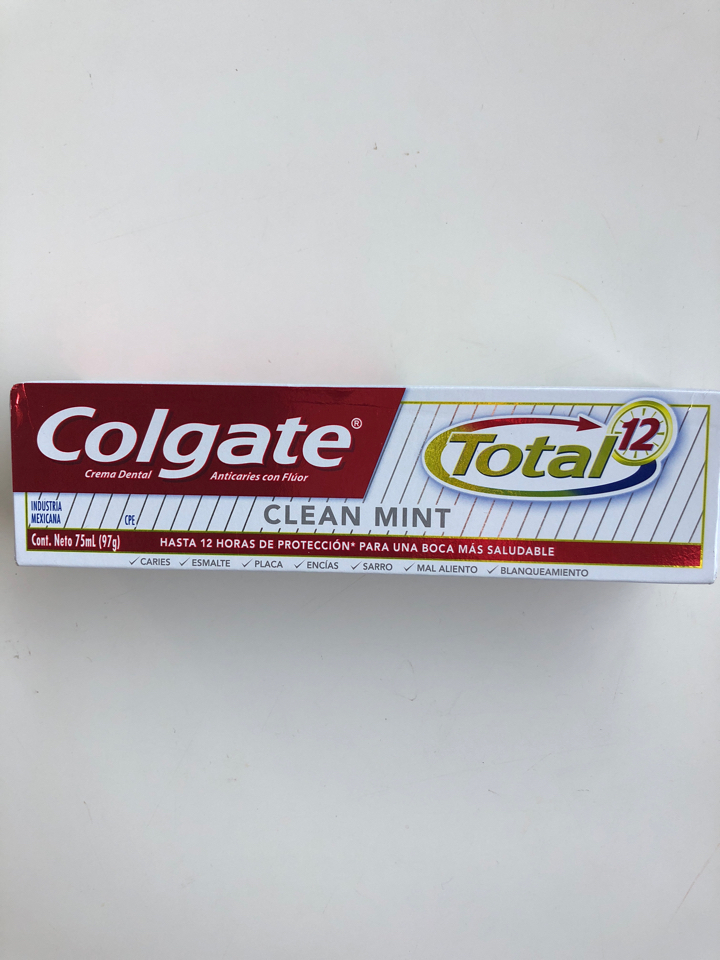 Colgate®
Crema Dental Anticaries con Flúor
Total 12
CLEAN MINT
INDUSTRIA
MEXICANA
CPE
Cont. Neto 75mL (97g)
HASTA 12 HORAS DE PROTECCIÓN* PARA UNA BOCA MÁS SALUDABLE
✓ CARIES ✓ ESMALTE ✓ PLACA ✓ ENCÍAS ✓ SARRO ✓ MAL ALIENTO ✓ BLANQUEAMIENTO